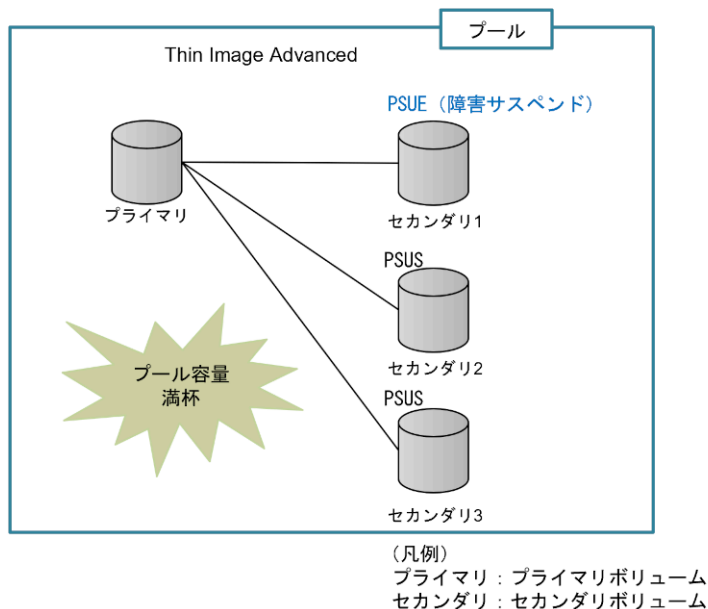 プール
Thin Image Advanced
PSUE（障害サスペンド）
プライマリ
セカンダリ1
PSUS
セカンダリ2
プール容量
満杯
PSUS
セカンダリ3
（凡例）
プライマリ：プライマリボリューム
セカンダリ：セカンダリボリューム